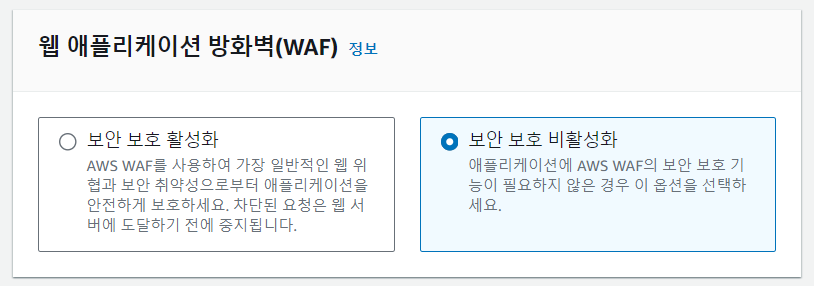 웹 애플리케이션 방화벽(WAF) 정보
보안 보호 활성화
AWS WAF를 사용하여 가장 일반적인 웹 위
협과 보안 취약성으로부터 애플리케이션을
안전하게 보호하세요. 차단된 요청은 웹 서
버에 도달하기 전에 중지됩니다.
보안 보호 비활성화
애플리케이션에 AWS WAF의 보안 보호 기
능이 필요하지 않은 경우 이 옵션을 선택하
세요.